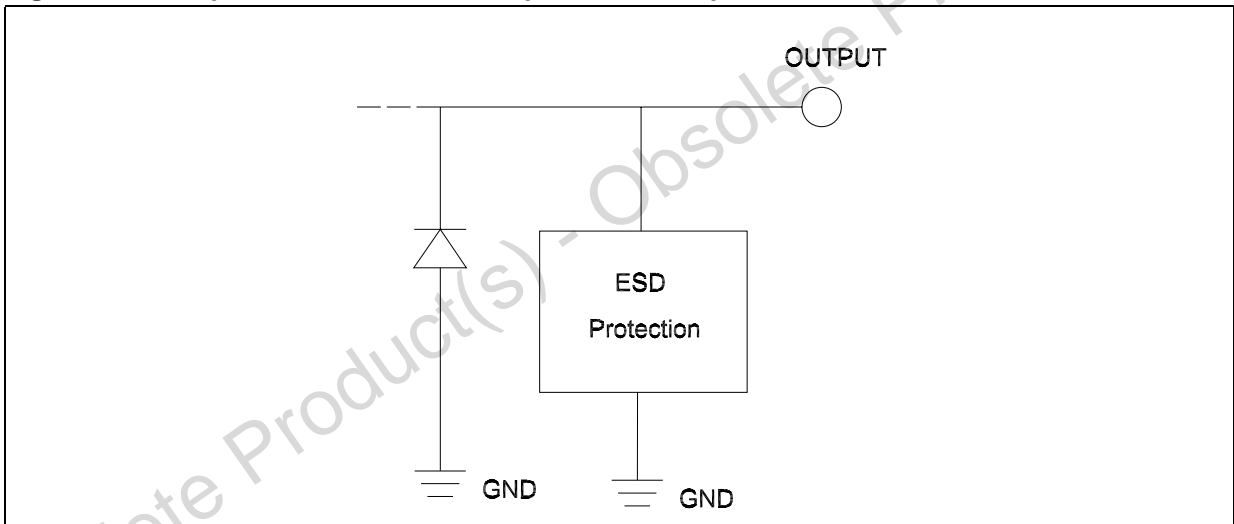 OUTPUT
ESD
Protection
GND
GND
Obsolete Product(s) - Obsolete